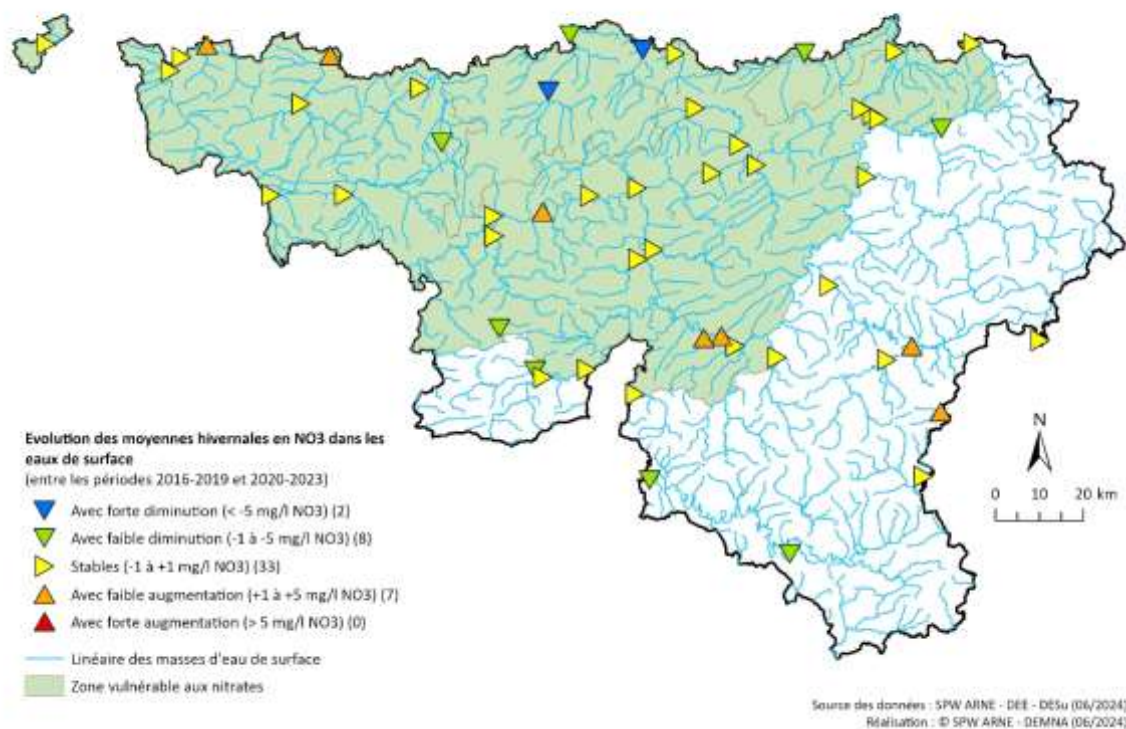 Evolution des moyennes hivernales en NO3 dans les
eaux de surface
(entre les périodes 2016-2019 et 2020-2023)
Avec forte diminution (< -5 mg/l NO3) (2)
Avec faible diminution (-1 à -5 mg/l NO3) (8)
Stables (-1 à +1 mg/l NO3) (33)
Avec faible augmentation (+1 à +5 mg/l NO3) (7)
Avec forte augmentation (> 5 mg/l NO3) (0)
Linéaire des masses d'eau de surface
Zone vulnérable aux nitrates
N
0 10 20 km
Source des données : SPW ARNE - DEE - DESu (06/2024)
Réalisation : © SPW ARNE - DEMNA (06/2024)